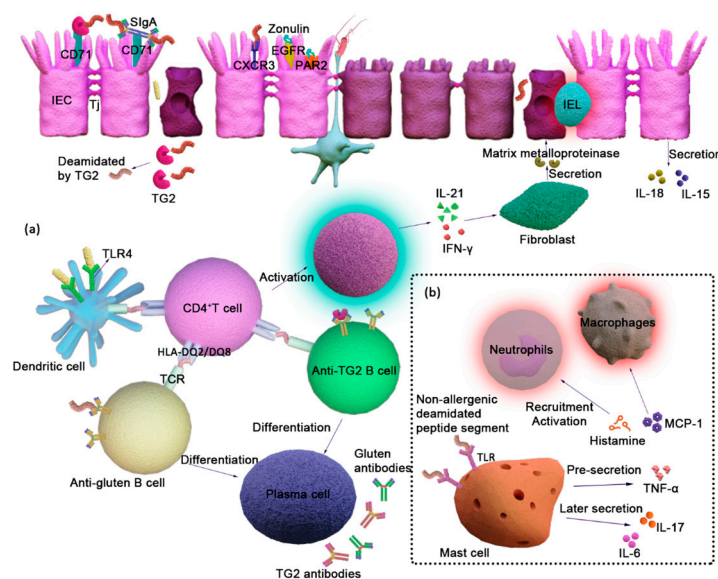 SIgA
CD71
CD71
IEC
Tj
Zonulin
EGFR
CXCR3
PAR2
IEL
Deamidated
by TG2
TG2
Matrix metalloproteinase
Secretion
Secretion
IL-18
IL-15
IL-21
IFN-γ
Fibroblast
(a)
TLR4
Dendritic cell
CD4⁺T cell
Activation
HLA-DQ2/DQ8
TCR
Anti-TG2 B cell
Anti-gluten B cell
Differentiation
Differentiation
Plasma cell
Gluten
antibodies
TG2 antibodies
(b)
Neutrophils
Macrophages
Non-allergenic
deamidated
peptide segment
Recruitment
Activation
Histamine
MCP-1
TLR
Pre-secretion
TNF-α
Later secretion
IL-17
IL-6
Mast cell